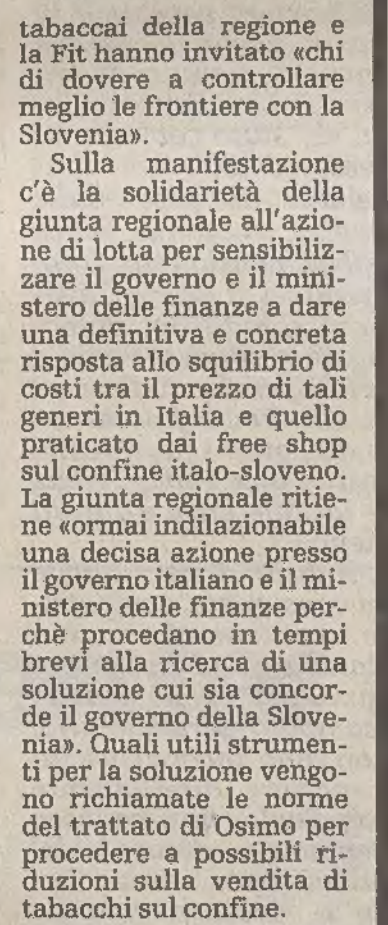 tabaccai della regione e
la Fit hanno invitato «chi
di dovere a controllare
meglio le frontiere con la
Slovenia».
Sulla manifestazione
c'è la solidarietà della
giunta regionale all'azio-
ne di lotta per sensibiliz-
zare il governo e il mini-
stero delle finanze a dare
una definitiva e concreta
risposta allo squilibrio di
costi tra il prezzo di tali
generi in Italia e quello
praticato dai free shop
sul confine italo-sloveno.
La giunta regionale ritie-
ne «ormai indilazionabile
una decisa azione presso
il governo italiano e il mi-
nistero delle finanze per-
chè procedano in tempi
brevi alla ricerca di una
soluzione cui sia concor-
de il governo della Slove-
nia». Quali utili strumen-
ti per la soluzione vengo-
no richiamate le norme
del trattato di Osimo per
procedere a possibili ri-
duzioni sulla vendita di
tabacchi sul confine.